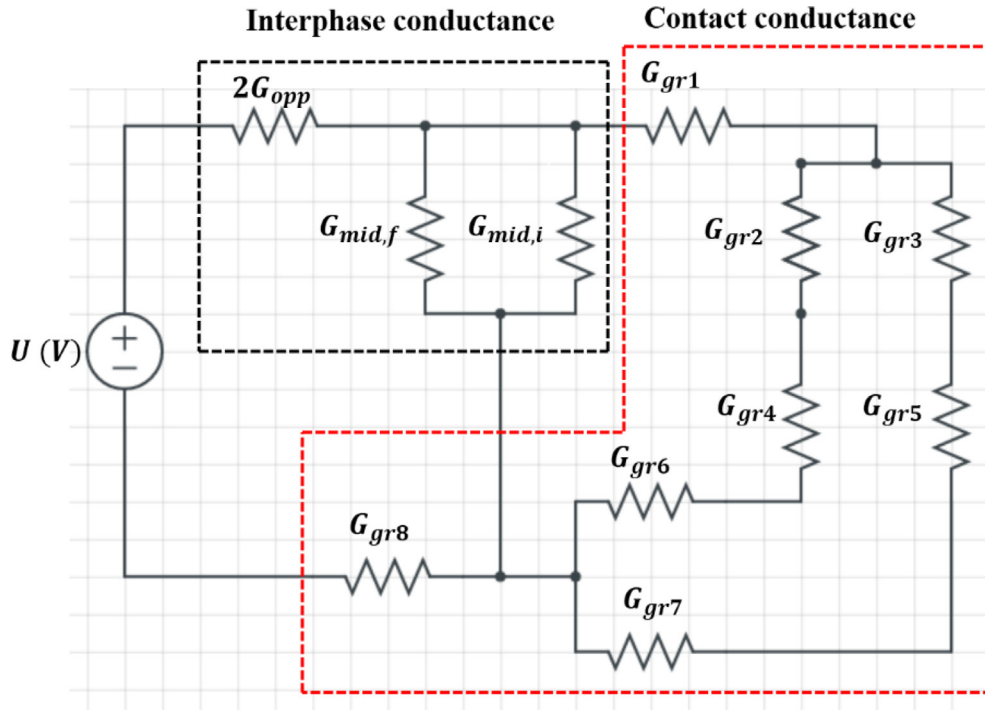 Interphase conductance
Contact conductance
2G_opp
G_gr1
G_mid,f
G_mid,i
G_gr2
G_gr3
U (V)
+
−
G_gr4
G_gr5
G_gr6
G_gr8
G_gr7